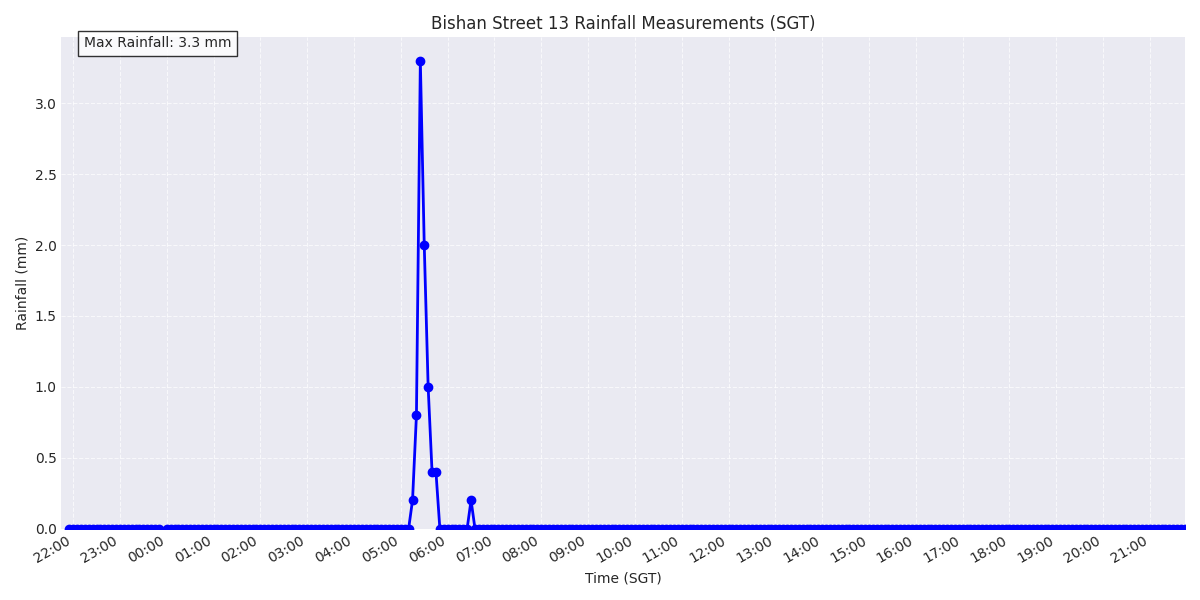 Bishan Street 13 Rainfall Measurements (SGT)
Max Rainfall: 3.3 mm
Rainfall (mm)
3.0
2.5
2.0
1.5
1.0
0.5
0.0
22:00 23:00 00:00 01:00 02:00 03:00 04:00 05:00 06:00 07:00 08:00 09:00 10:00 11:00 12:00 13:00 14:00 15:00 16:00 17:00 18:00 19:00 20:00 21:00
Time (SGT)